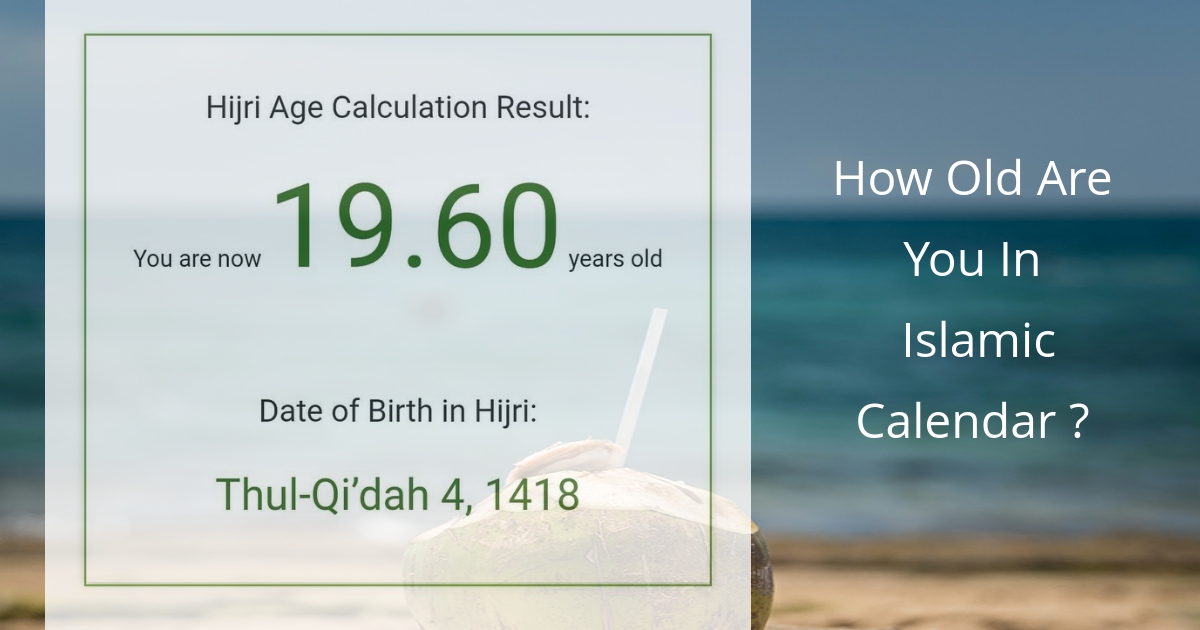 Hijri Age Calculation Result:
You are now 19.60 years old
Date of Birth in Hijri:
Thul-Qi’dah 4, 1418
How Old Are
You In
Islamic
Calendar ?